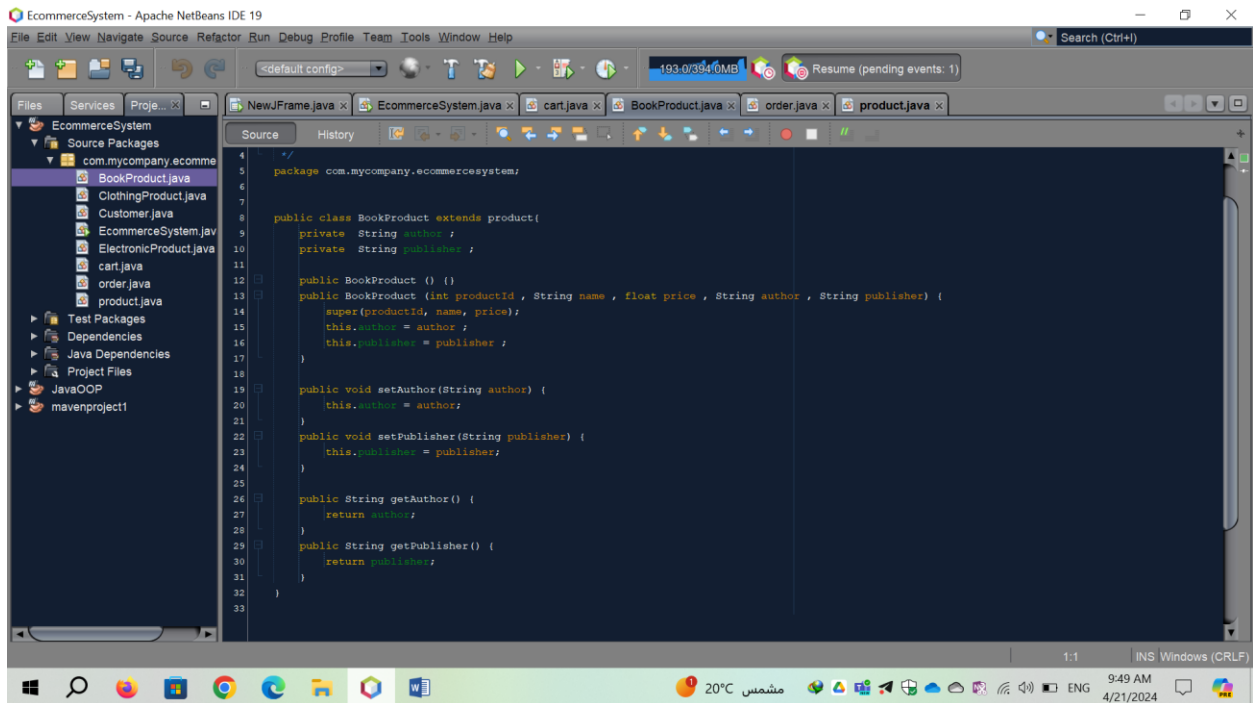 EcommerceSystem - Apache NetBeans IDE 19
File Edit View Navigate Source Refactor Run Debug Profile Team Tools Window Help
Search (Ctrl+I)
<default config>
193.0/394.0MB
Resume (pending events: 1)
Files Services Proje...
NewJFrame.java EcommerceSystem.java cart.java BookProduct.java order.java product.java
Source History
EcommerceSystem
Source Packages
com.mycompany.ecomme
BookProduct.java
ClothingProduct.java
Customer.java
EcommerceSystem.jav
ElectronicProduct.java
cart.java
order.java
product.java
Test Packages
Dependencies
Java Dependencies
Project Files
JavaOOP
mavenproject1
4 */
5 package com.mycompany.ecommercesystem;
6
7
8 public class BookProduct extends product{
9 private String author ;
10 private String publisher ;
11
12 public BookProduct () {}
13 public BookProduct (int productId , String name , float price , String author , String publisher) {
14 super(productId, name, price);
15 this.author = author ;
16 this.publisher = publisher ;
17 }
18
19 public void setAuthor(String author) {
20 this.author = author;
21 }
22 public void setPublisher(String publisher) {
23 this.publisher = publisher;
24 }
25
26 public String getAuthor() {
27 return author;
28 }
29 public String getPublisher() {
30 return publisher;
31 }
32 }
33
1:1 INS Windows (CRLF)
1 20°C مشمس ENG 9:49 AM
4/21/2024
PRE